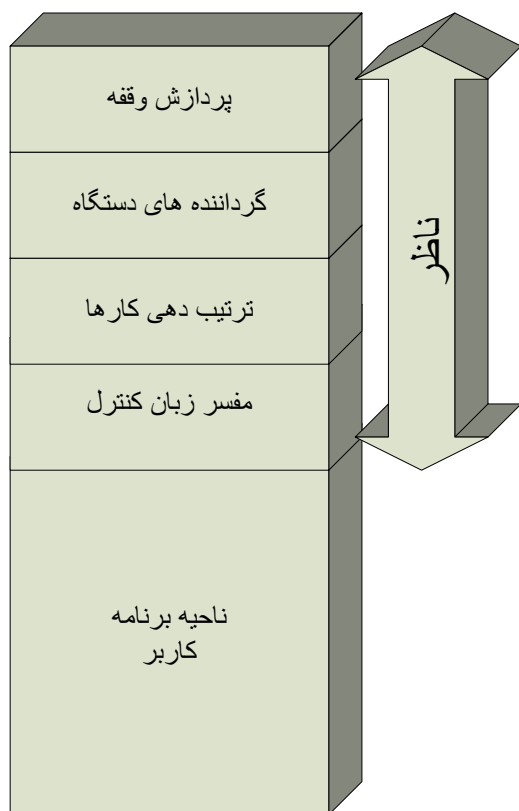 پردازش وقفه
گرداننده های دستگاه
ترتیب دهی کارها
مفسر زبان کنترل
ناحیه برنامه
کاربر
ناظر